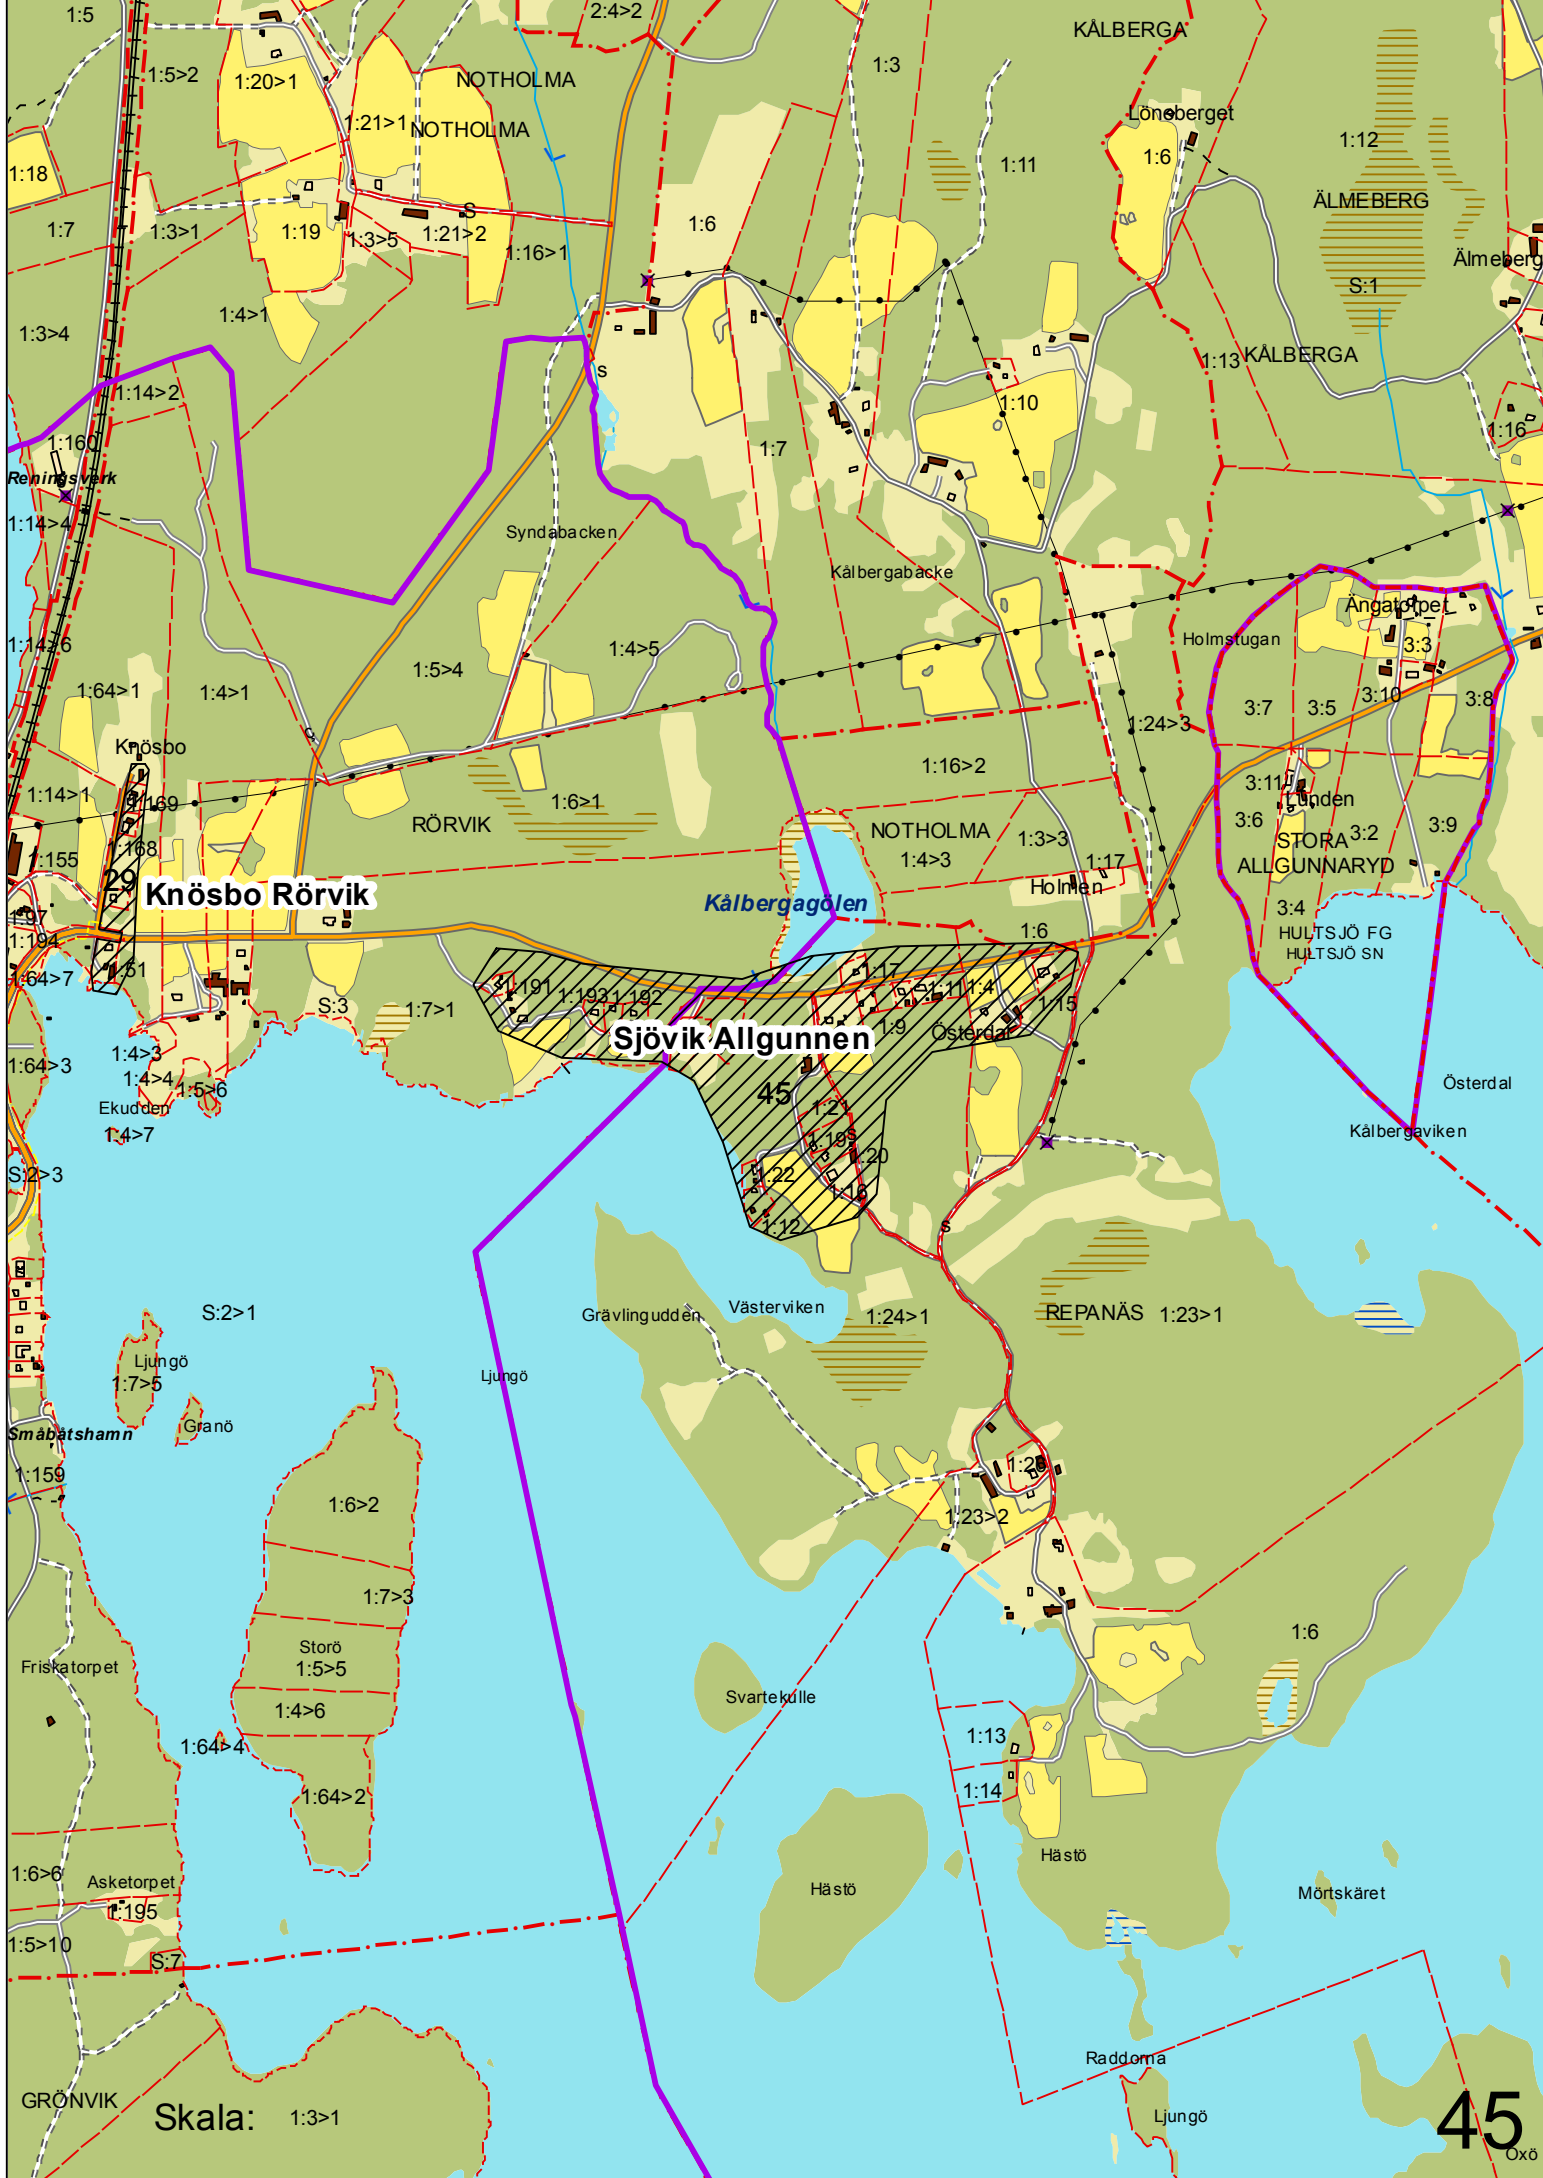 1:5
2:4>2
KÅLBERGA
1:5>2
1:20>1
NOTHOLMA
1:3
1:21>1
NOTHOLMA
Löneberget
1:12
1:18
1:11
1:6
ÄLMEBERG
1:7
1:3>1
1:19
1:3>5
1:21>2
S
1:16>1
1:6
Älmeberg
S:1
1:4>1
1:3>4
1:7
1:13
KÅLBERGA
S
1:14>2
1:10
1:16
1:160
1:7
Reningsverk
1:14>4
Syndabacken
Kålbergabacke
Ängatorpet
1:14>6
Holmstugan
3:3
1:5>4
1:4>5
1:64>1
1:4>1
3:10
3:8
3:7
3:5
1:24>3
Knösbo
1:16>2
1:14>1
1:169
1:6>1
3:11
Lunden
RÖRVIK
NOTHOLMA
1:3>3
3:6
STORA
3:2
3:9
1:168
1:4>3
1:155
1:17
ALLGUNNARYD
29
Knösbo Rörvik
Holmen
Kålbergagölen
3:4
1:97
1:194
1:6
HULTSJÖ FG
HULTSJÖ SN
1:51
1:64>7
1:17
1:191
1:193
1:192
1:11
1:4
S:3
1:7>1
1:15
1:9
Österdal
Sjövik Allgunnen
1:4>3
1:64>3
1:4>4
1:5>6
Österdal
45
Ekudden
1:21
1:4>7
Kålbergaviken
1:19
S
1:20
S:2>3
1:22
1:16
1:12
S
S:2>1
Grävlingudden
Västerviken
1:24>1
REPANÄS
1:23>1
Ljungö
1:7>5
Ljungö
Granö
Småbåtshamn
1:159
1:6>2
1:23>2
1:7>3
1:6
Storö
1:5>5
Friskatorpet
Svartekulle
1:4>6
1:13
1:64>4
1:14
1:64>2
Hästö
1:6>6
Asketorpet
Hästö
Mörtskäret
1:195
1:5>10
S:7
Raddorna
GRÖNVIK
Skala:
1:3>1
Ljungö
45
Oxö